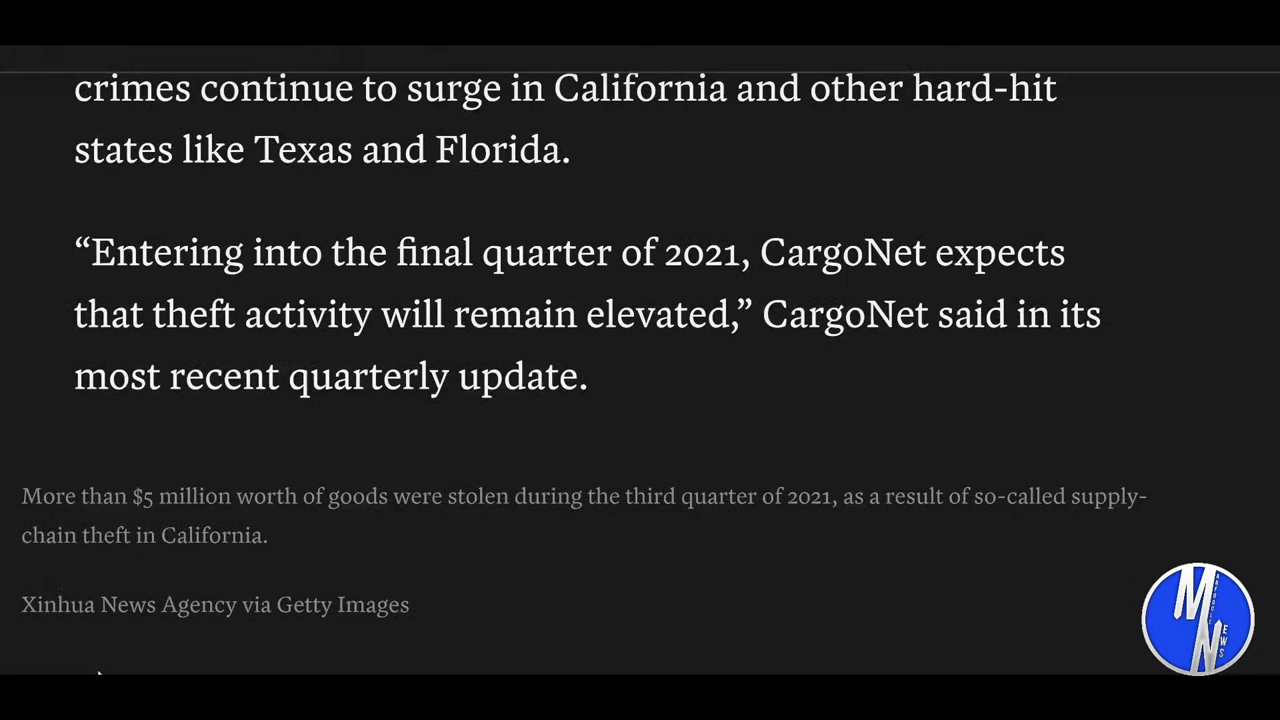 crimes continue to surge in California and other hard-hit
states like Texas and Florida.
“Entering into the final quarter of 2021, CargoNet expects
that theft activity will remain elevated,” CargoNet said in its
most recent quarterly update.
More than $5 million worth of goods were stolen during the third quarter of 2021, as a result of so-called supply-
chain theft in California.
Xinhua News Agency via Getty Images
MN
EWS